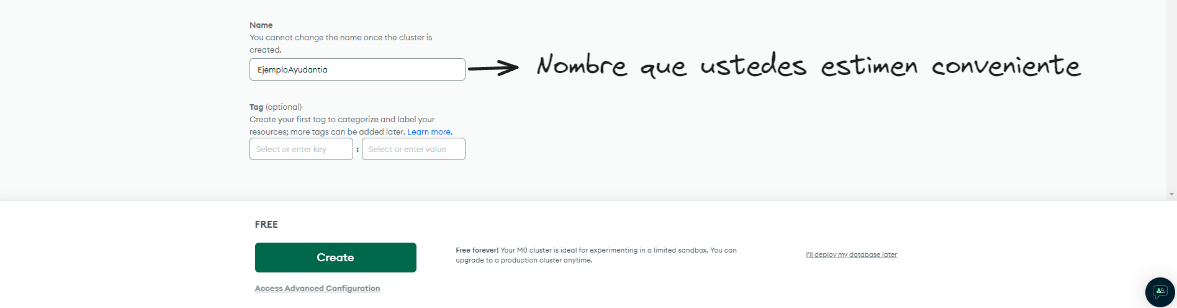 Name
You cannot change the name once the cluster is
created.
EjemploAyudantia
Nombre que ustedes estimen conveniente
Tag (optional)
Create your first tag to categorize and label your
resources; more tags can be added later. Learn more.
Select or enter key : Select or enter value
FREE
Create
Free forever! Your M0 cluster is ideal for experimenting in a limited sandbox. You can
upgrade to a production cluster anytime.
I'll deploy my database later
Access Advanced Configuration